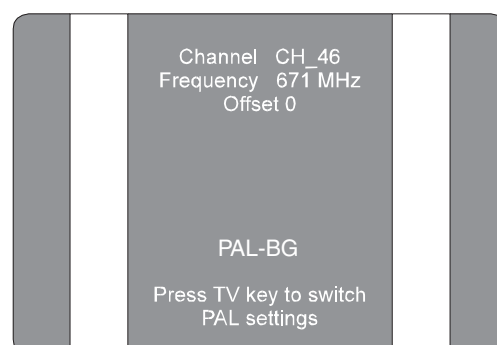 Channel CH_46
Frequency 671 MHz
Offset 0
PAL-BG
Press TV key to switch
PAL settings